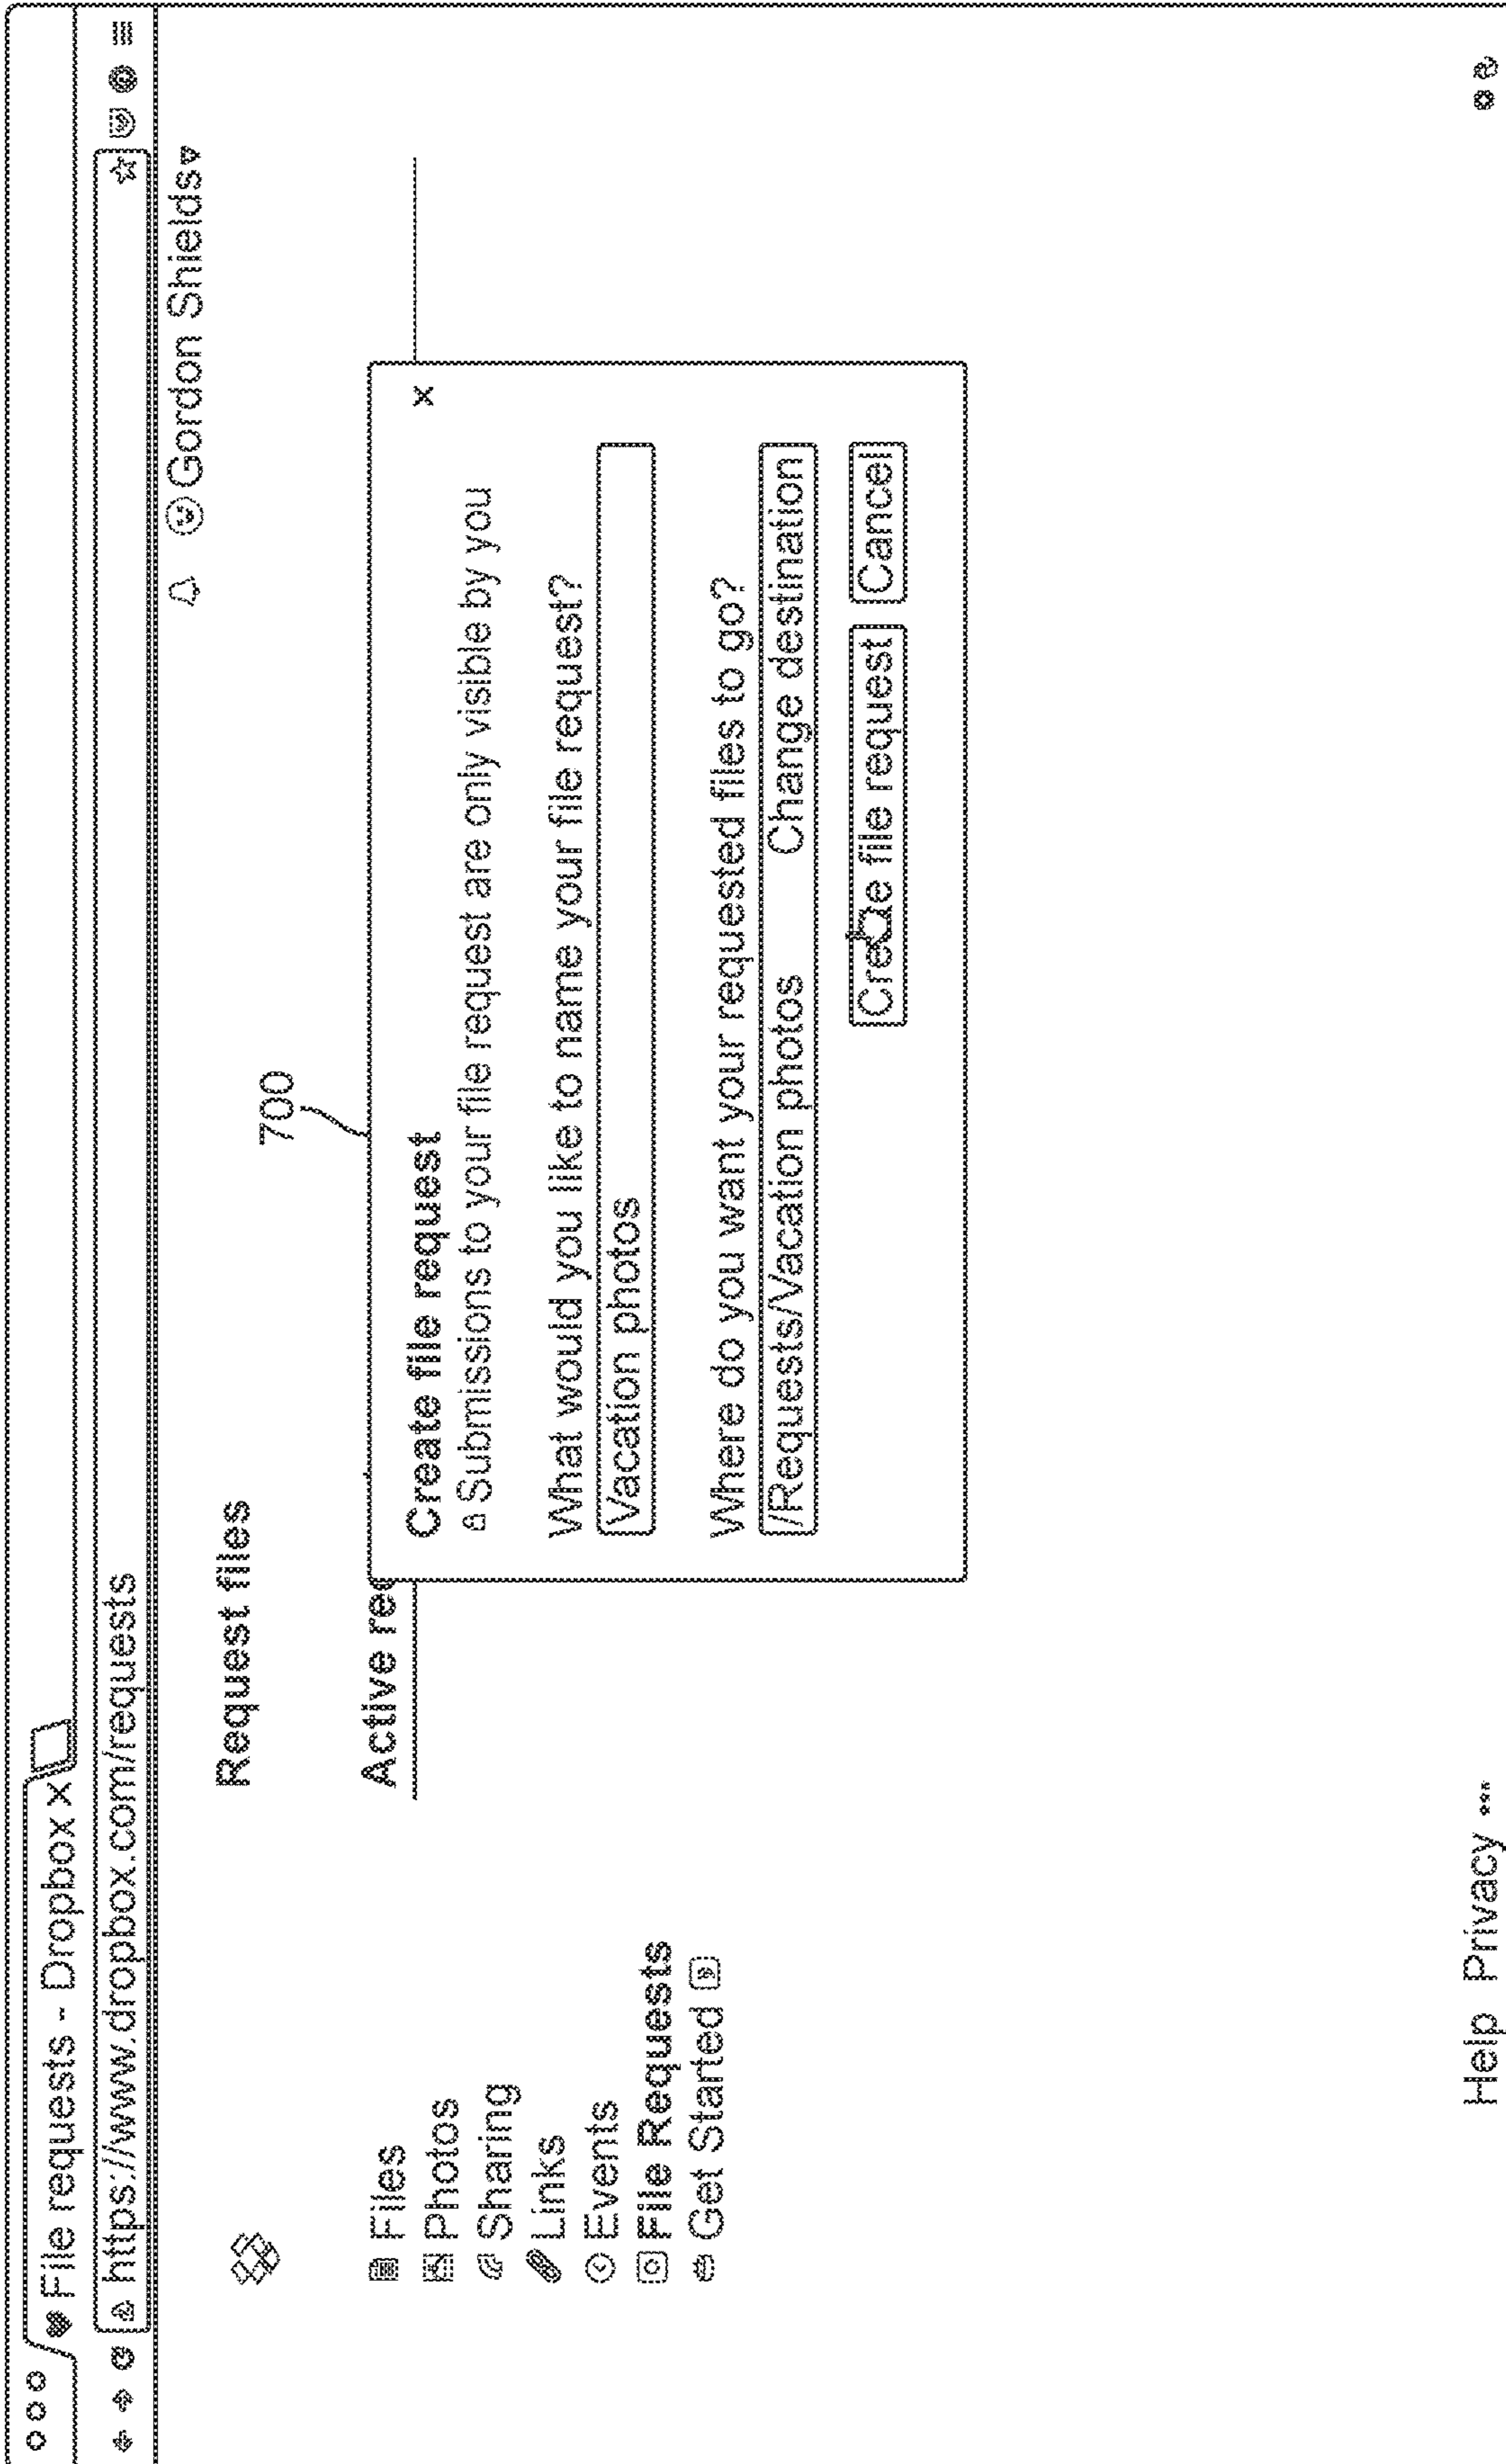 File requests - Dropbox x
https://www.dropbox.com/requests
Gordon Shields
Request files
700
Active req
Files
Photos
Sharing
Links
Events
File Requests
Get Started
Create file request
x
Submissions to your file request are only visible by you
What would you like to name your file request?
Vacation photos
Where do you want your requested files to go?
/Requests/Vacation photos Change destination
Create file request Cancel
Help Privacy •••